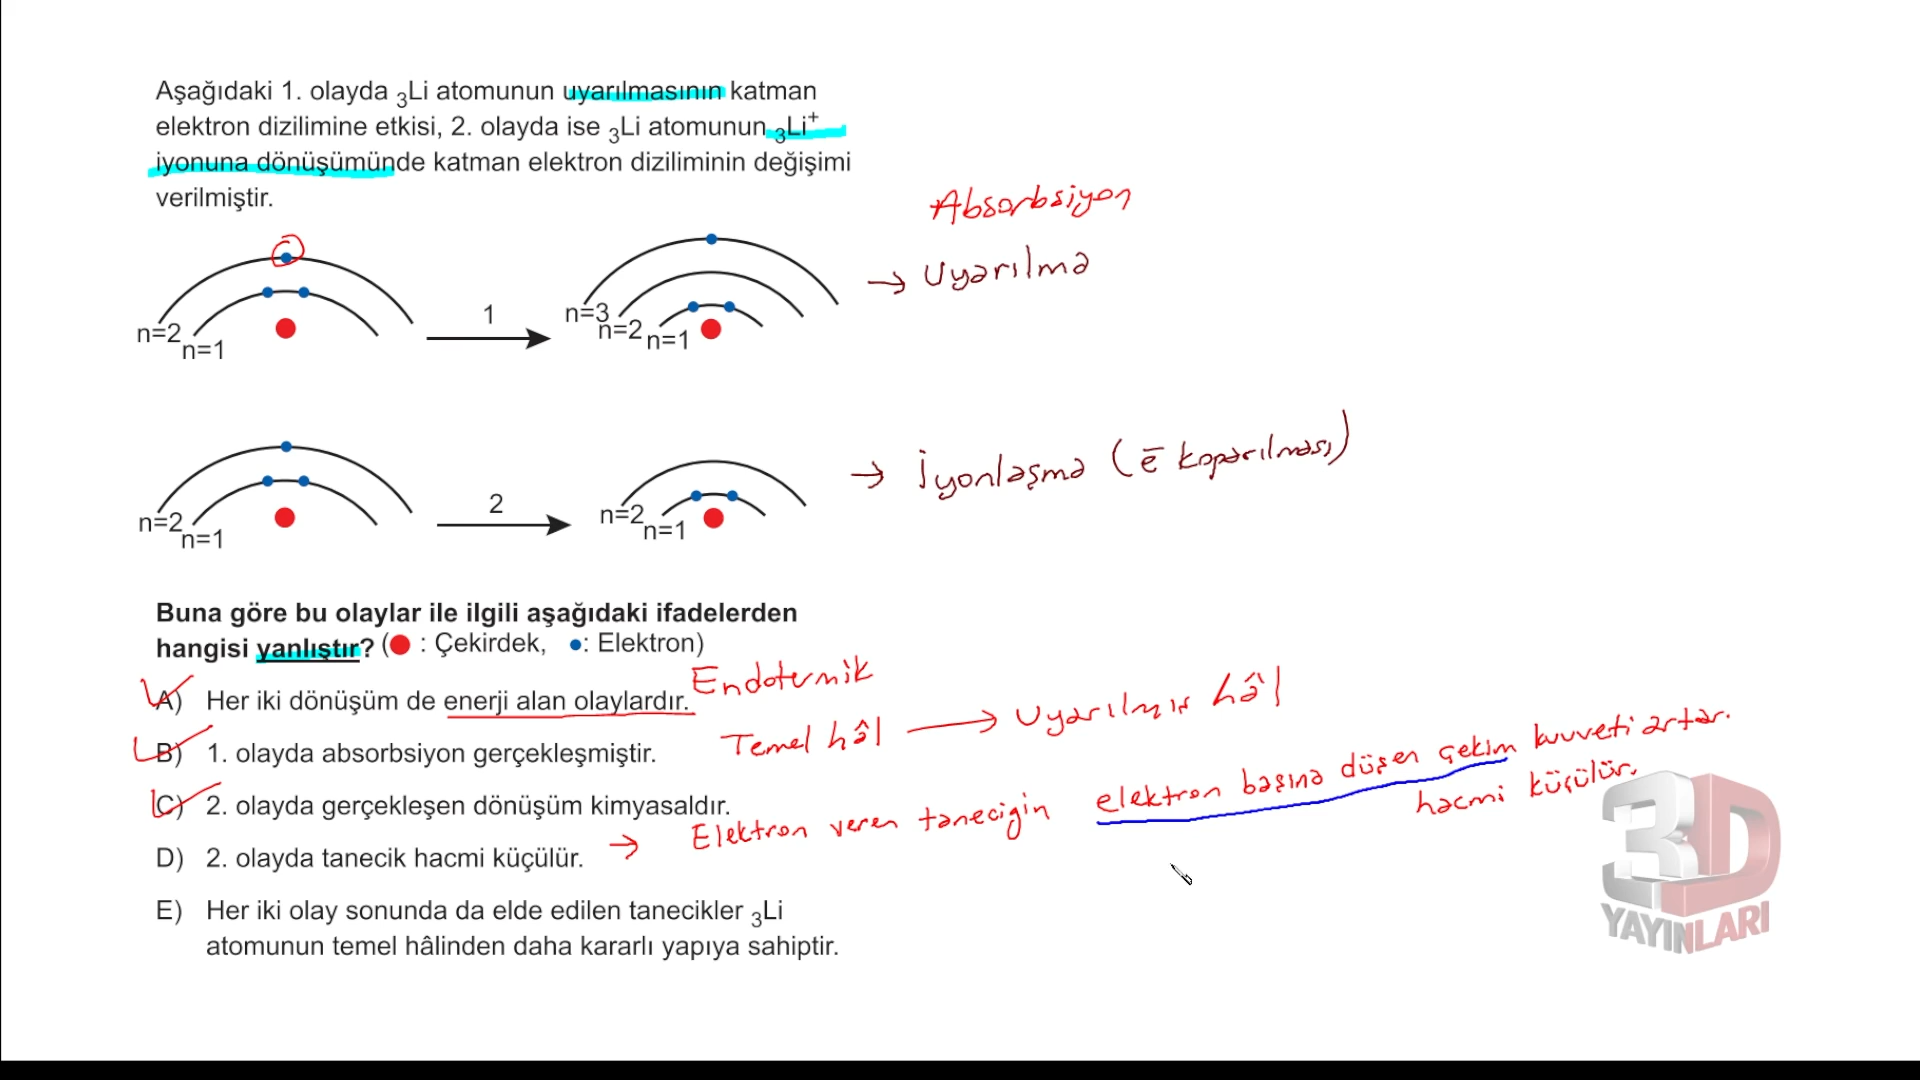 Aşağıdaki 1. olayda ₃Li atomunun uyarılmasının katman
elektron dizilimine etkisi, 2. olayda ise ₃Li atomunun ₃Li⁺
iyonuna dönüşümünde katman elektron diziliminin değişimi
verilmiştir.
Absorbsiyon
→ Uyarılma
n=2
n=1
1
n=3
n=2
n=1
→ İyonlaşma (ē koparılması)
n=2
n=1
2
n=2
n=1
Buna göre bu olaylar ile ilgili aşağıdaki ifadelerden
hangisi yanlıştır? ( : Çekirdek, : Elektron)
A) Her iki dönüşüm de enerji alan olaylardır. Endotermik
Temel hâl → Uyarılmış hâl
B) 1. olayda absorbsiyon gerçekleşmiştir.
C) 2. olayda gerçekleşen dönüşüm kimyasaldır.
→ Elektron veren taneciğin elektron başına düşen çekim kuvveti artar.
hacmi küçülür.
D) 2. olayda tanecik hacmi küçülür.
E) Her iki olay sonunda da elde edilen tanecikler ₃Li
atomunun temel hâlinden daha kararlı yapıya sahiptir.
3D
YAYINLARI